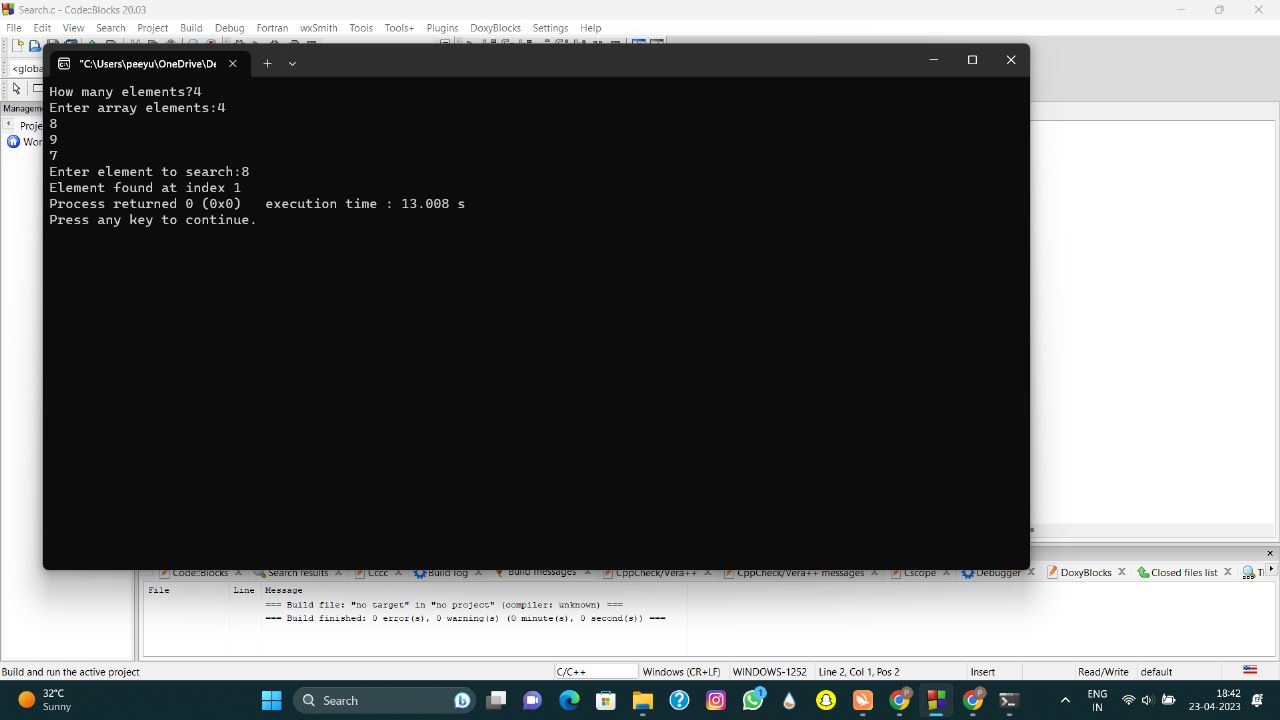 Search.c - Code::Blocks 20.03
File Edit View Search Project Build Debug Fortran wxSmith Tools Tools+ Plugins DoxyBlocks Settings Help
"C:\Users\peeyu\OneDrive\De
<globa
Manageme
Proje
Wor
How many elements?4
Enter array elements:4
8
9
7
Enter element to search:8
Element found at index 1
Process returned 0 (0x0) execution time : 13.008 s
Press any key to continue.
Code::Blocks Search results Cccc Build log Build messages CppCheck/Vera++ CppCheck/Vera++ messages Cscope Debugger DoxyBlocks Closed files list
File Line Message
=== Build file: "no target" in "no project" (compiler: unknown) ===
=== Build finished: 0 error(s), 0 warning(s) (0 minute(s), 0 second(s)) ===
Build and run the active project C/C++ Windows (CR+LF) WINDOWS-1252 Line 2, Col 1, Pos 2 Insert Read/Write default
32°C
Sunny
Search
1
P
P
ENG
IN
18:42
23-04-2023